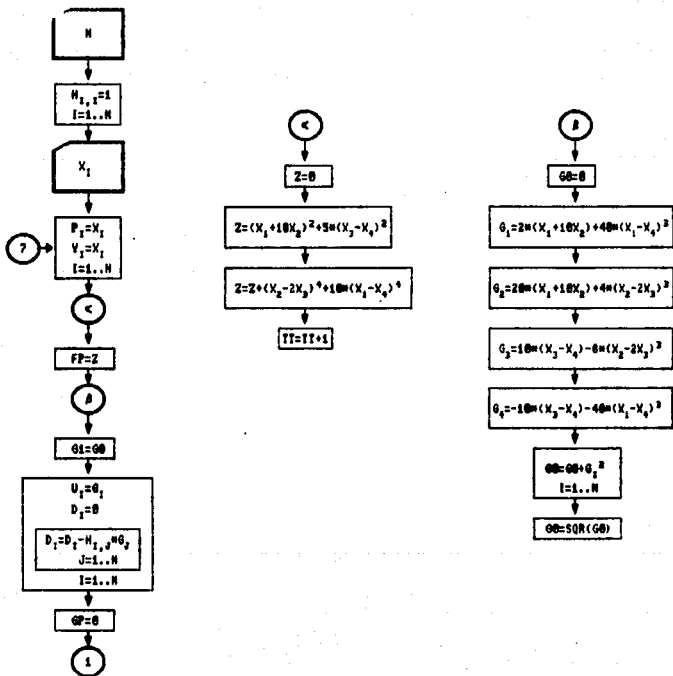 N
H_I,I=1
I=1..N
X_I
7
P_I=X_I
Y_I=X_I
I=1..N
<
FP=Z
β
G1=G0
U_I=G_I
D_I=0
D_I=D_I-H_I,J*G_J
J=1..N
I=1..N
GP=0
1
<
Z=0
Z=(X_1+10X_2)^2+5*(X_3-X_4)^2
Z=Z+(X_2-2X_3)^4+10*(X_1-X_4)^4
TT=TT+1
β
G0=0
G_1=2*(X_1+10X_2)+40*(X_1-X_4)^3
G_2=20*(X_1+10X_2)+4*(X_2-2X_3)^3
G_3=10*(X_3-X_4)-8*(X_2-2X_3)^3
G_4=-10*(X_3-X_4)-40*(X_1-X_4)^3
G0=G0+G_I^2
I=1..N
G0=SQR(G0)